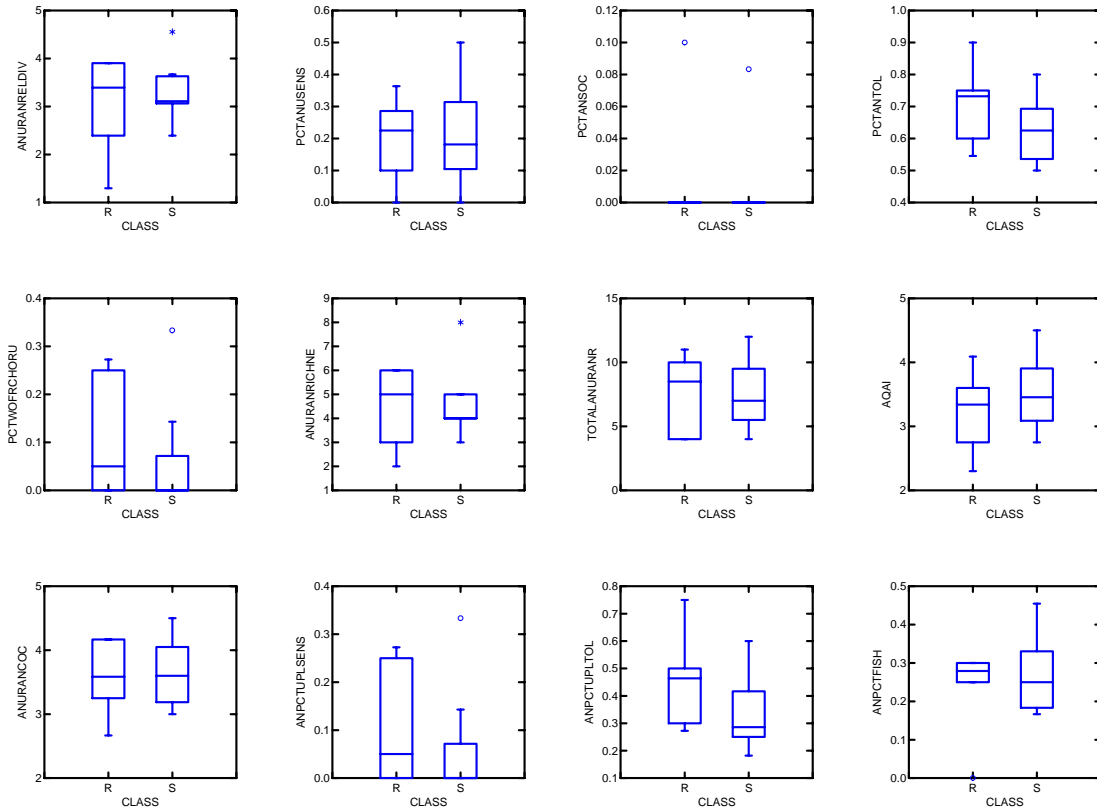 ANURANRELDIV
5
4
3
2
1
R S
CLASS
PCTANUSENS
0.6
0.5
0.4
0.3
0.2
0.1
0.0
R S
CLASS
PCTANSOC
0.12
0.10
0.08
0.06
0.04
0.02
0.00
R S
CLASS
PCTANTOL
1.0
0.9
0.8
0.7
0.6
0.5
0.4
R S
CLASS
PCTWOFRCHORU
0.4
0.3
0.2
0.1
0.0
R S
CLASS
ANURANRICHNE
9
8
7
6
5
4
3
2
1
R S
CLASS
TOTALANURANR
15
10
5
0
R S
CLASS
AQAI
5
4
3
2
R S
CLASS
ANURANCOC
5
4
3
2
R S
CLASS
ANPCTUPLSENS
0.4
0.3
0.2
0.1
0.0
R S
CLASS
ANPCTUPLTOL
0.8
0.7
0.6
0.5
0.4
0.3
0.2
0.1
R S
CLASS
ANPCTFISH
0.5
0.4
0.3
0.2
0.1
0.0
R S
CLASS